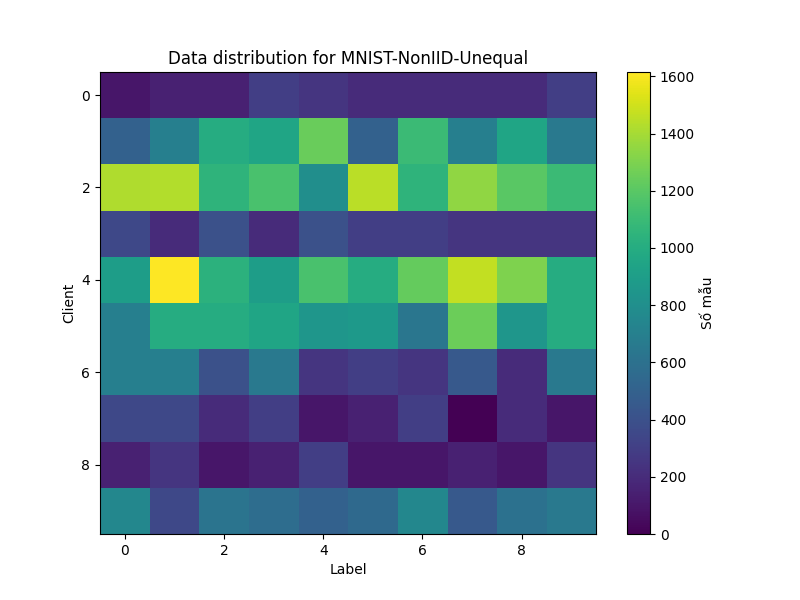 Data distribution for MNIST-NonIID-Unequal
0
2
4
6
8
Client
0 2 4 6 8
Label
1600
1400
1200
1000
800
600
400
200
0
Số mẫu